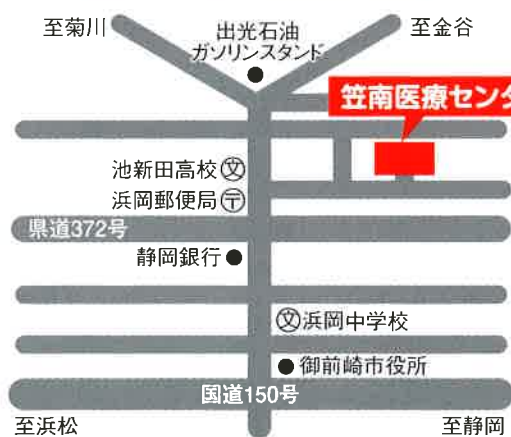 至菊川
出光石油
ガソリンスタンド
至金谷
笠南医療センタ
池新田高校 文
浜岡郵便局 〒
県道372号
静岡銀行
文 浜岡中学校
御前崎市役所
国道150号
至浜松
至静岡